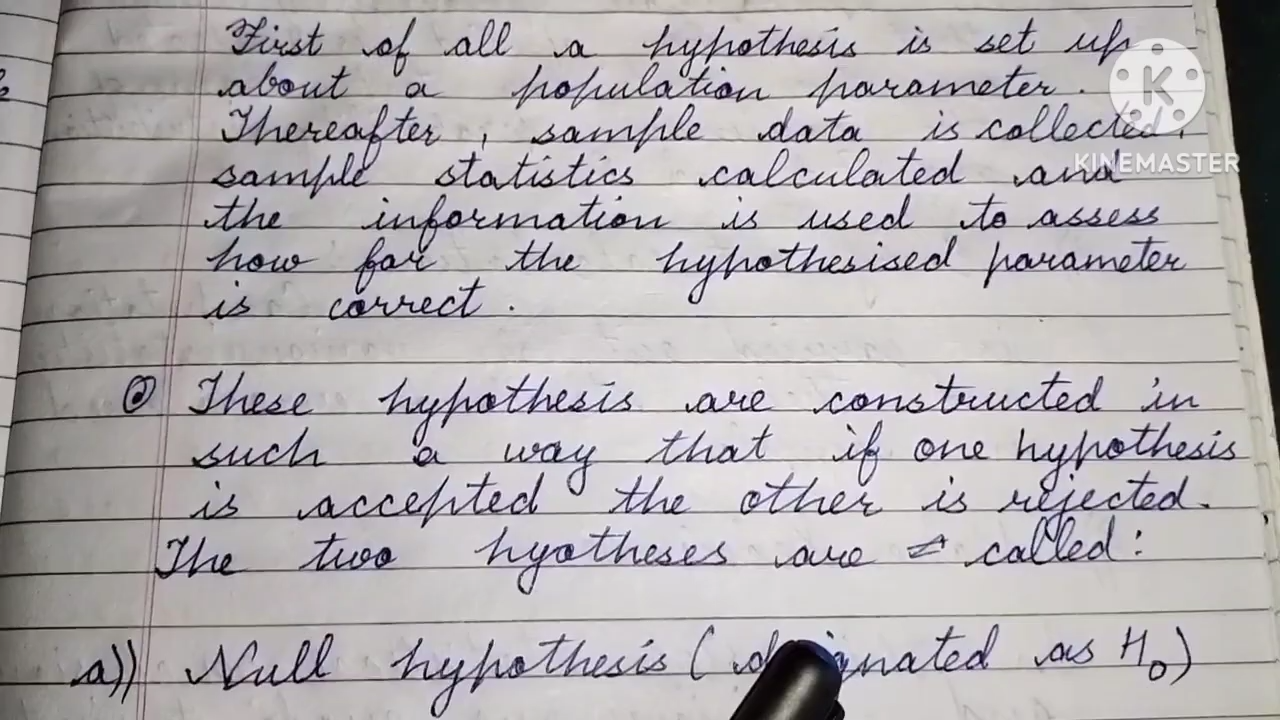 First of all a hypothesis is set up
about a population parameter.
Thereafter, sample data is collected,
sample statistics calculated and
the information is used to assess
how far the hypothesised parameter
is correct.
These hypothesis are constructed in
such a way that if one hypothesis
is accepted the other is rejected.
The two hyotheses are called:
a)) Null hypothesis ( designated as H₀)
K
KINEMASTER